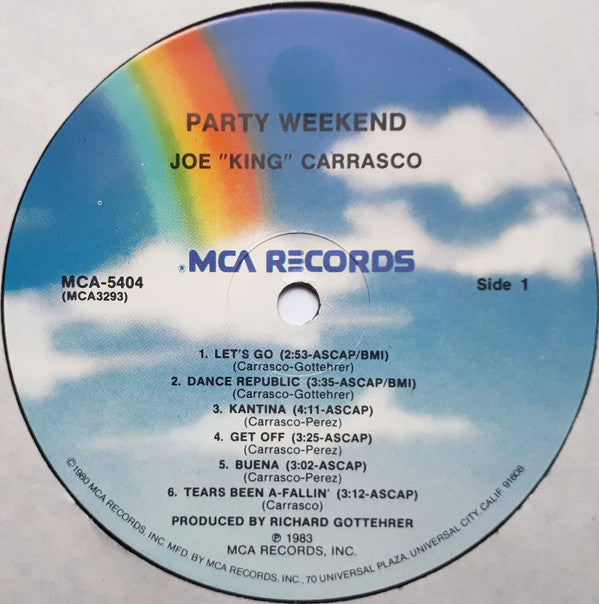 PARTY WEEKEND
JOE "KING" CARRASCO
®MCA RECORDS
MCA-5404
(MCA3293)
Side 1
1. LET'S GO (2:53-ASCAP/BMI)
(Carrasco-Gottehrer)
2. DANCE REPUBLIC (3:35-ASCAP/BMI)
(Carrasco-Gottehrer)
3. KANTINA (4:11-ASCAP)
(Carrasco-Perez)
4. GET OFF (3:25-ASCAP)
(Carrasco-Perez)
5. BUENA (3:02-ASCAP)
(Carrasco-Perez)
6. TEARS BEEN A-FALLIN' (3:12-ASCAP)
(Carrasco)
PRODUCED BY RICHARD GOTTEHRER
℗ 1983
MCA RECORDS, INC.
©1980 MCA RECORDS, INC. MFD. BY MCA RECORDS, INC., 70 UNIVERSAL PLAZA, UNIVERSAL CITY, CALIF. 91608